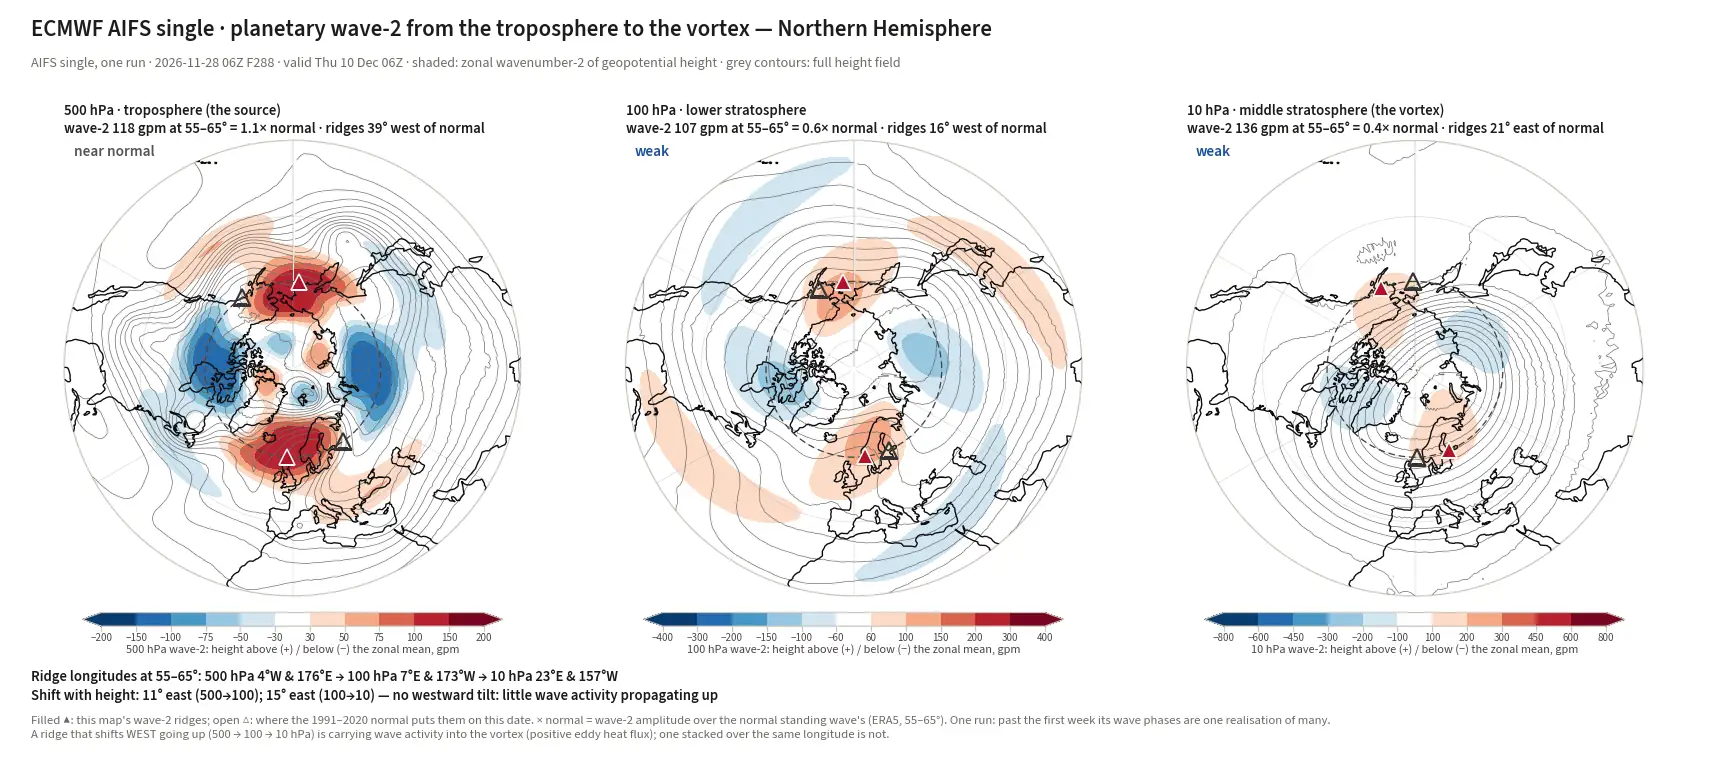 ECMWF AIFS single · planetary wave-2 from the troposphere to the vortex — Northern Hemisphere
AIFS single, one run · 2026-11-28 06Z F288 · valid Thu 10 Dec 06Z · shaded: zonal wavenumber-2 of geopotential height · grey contours: full height field
500 hPa · troposphere (the source)
wave-2 118 gpm at 55–65° = 1.1× normal · ridges 39° west of normal
near normal
100 hPa · lower stratosphere
wave-2 107 gpm at 55–65° = 0.6× normal · ridges 16° west of normal
weak
10 hPa · middle stratosphere (the vortex)
wave-2 136 gpm at 55–65° = 0.4× normal · ridges 21° east of normal
weak
−200 −150 −100 −75 −50 −30 30 50 75 100 150 200
500 hPa wave-2: height above (+) / below (−) the zonal mean, gpm
−400 −300 −200 −150 −100 −60 60 100 150 200 300 400
100 hPa wave-2: height above (+) / below (−) the zonal mean, gpm
−800 −600 −450 −300 −200 −100 100 200 300 450 600 800
10 hPa wave-2: height above (+) / below (−) the zonal mean, gpm
Ridge longitudes at 55–65°: 500 hPa 4°W & 176°E → 100 hPa 7°E & 173°W → 10 hPa 23°E & 157°W
Shift with height: 11° east (500→100); 15° east (100→10) — no westward tilt: little wave activity propagating up
Filled ▲: this map's wave-2 ridges; open △: where the 1991–2020 normal puts them on this date. × normal = wave-2 amplitude over the normal standing wave's (ERA5, 55–65°). One run: past the first week its wave phases are one realisation of many.
A ridge that shifts WEST going up (500 → 100 → 10 hPa) is carrying wave activity into the vortex (positive eddy heat flux); one stacked over the same longitude is not.